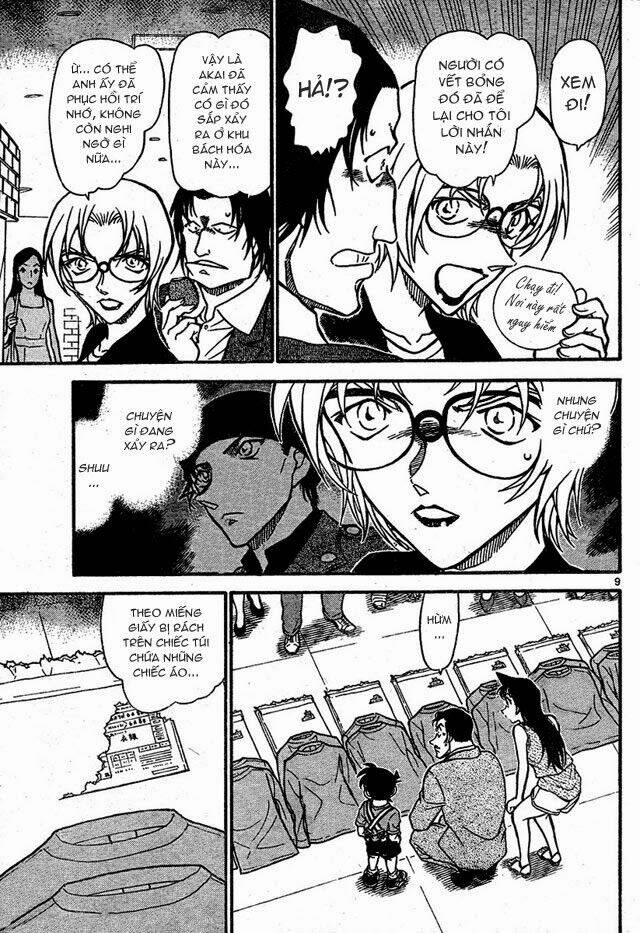 XEM
ĐI!
NGƯỜI CÓ
VẾT BỎNG
ĐÓ ĐÃ ĐỂ
LẠI CHO TÔI
LỜI NHẮN
NÀY!
Chạy đi!
Nơi này rất
nguy hiểm
HẢ!?
VẬY LÀ
AKAI ĐÃ
CẢM THẤY
CÓ GÌ ĐÓ
SẮP XẢY
RA Ở KHU
BÁCH HÓA
NÀY...
Ừ... CÓ THỂ
ANH ẤY ĐÃ
PHỤC HỒI TRÍ
NHỚ, KHÔNG
CÒN NGHI
NGỜ GÌ
NỮA...
NHƯNG
CHUYỆN
GÌ CHỨ?
CHUYỆN
GÌ ĐANG
XẢY RA?
SHUU
...
9
HỪM
...
THEO MIẾNG
GIẤY BỊ RÁCH
TRÊN CHIẾC TÚI
CHỨA NHỮNG
CHIẾC ÁO...